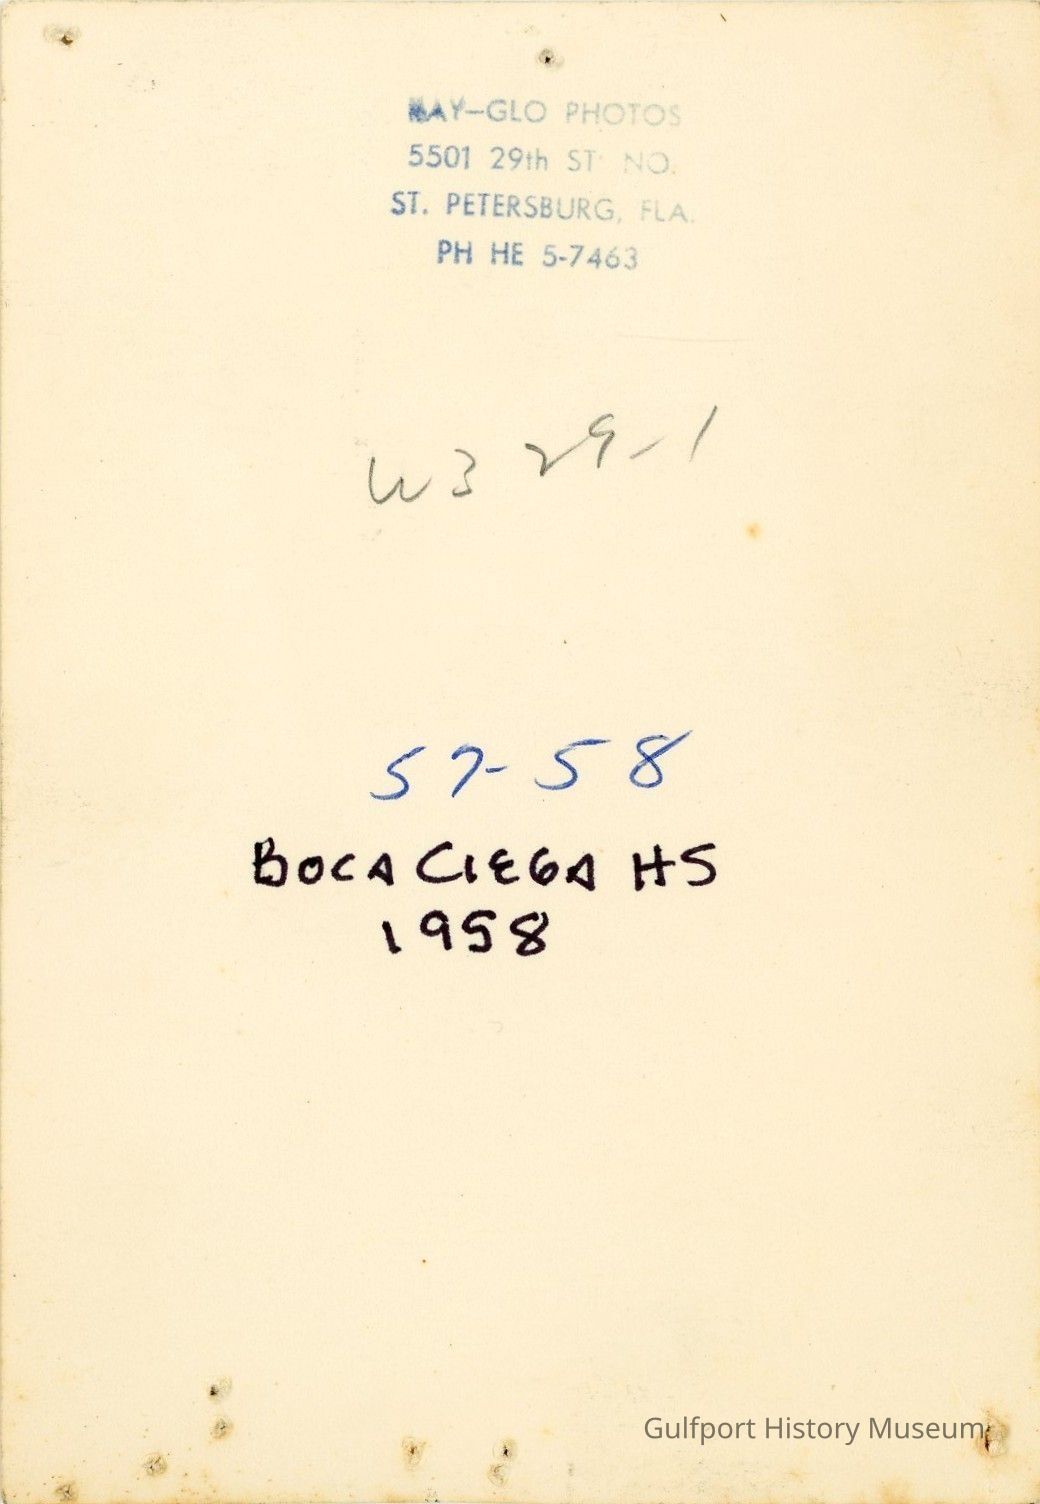 RAY-GLO PHOTOS
5501 29th ST NO.
ST. PETERSBURG, FLA.
PH HE 5-7463
W3 29-1
57-58
BOCA CIEGA HS
1958
Gulfport History Museum